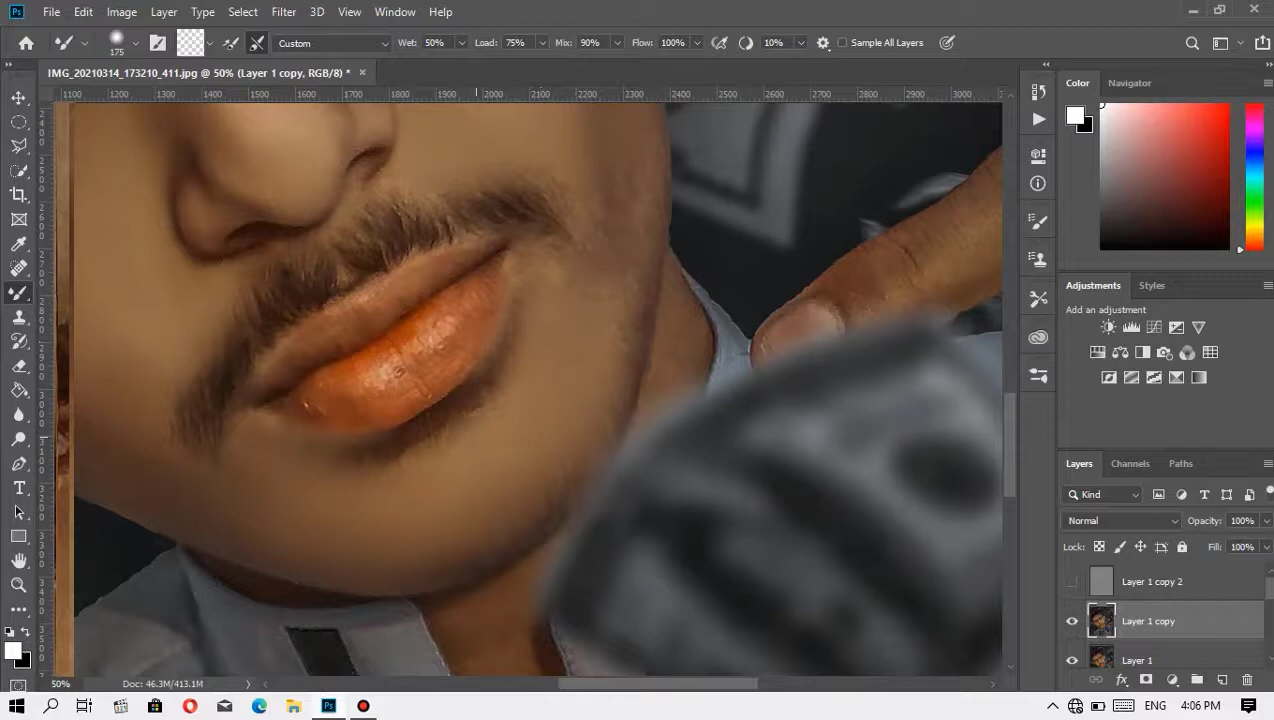 Ps File Edit Image Layer Type Select Filter 3D View Window Help
175 Custom Wet: 50% Load: 75% Mix: 90% Flow: 100% 10% Sample All Layers
IMG_20210314_173210_411.jpg @ 50% (Layer 1 copy, RGB/8) *
1100 1200 1300 1400 1500 1600 1700 1800 1900 2000 2100 2200 2300 2400 2500 2600 2700 2800 2900 3000
Color Navigator
Adjustments Styles
Add an adjustment
Layers Channels Paths
Kind
Normal Opacity: 100%
Lock: Fill: 100%
Layer 1 copy 2
Layer 1 copy
Layer 1
50% Doc: 46.3M/413.1M
Ps ENG 4:06 PM